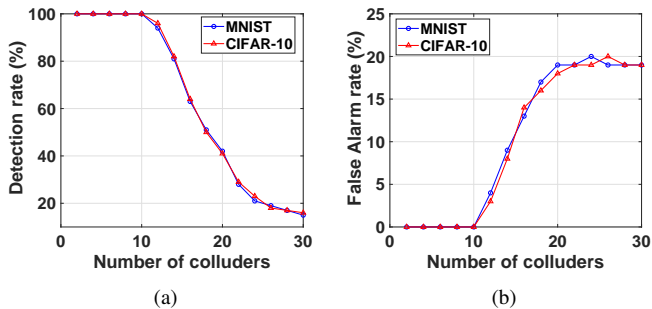 100
80
60
40
20
0
10
20
30
Detection rate (%)
Number of colluders
MNIST
CIFAR-10
(a)
25
20
15
10
5
0
0
10
20
30
False Alarm rate (%)
Number of colluders
MNIST
CIFAR-10
(b)